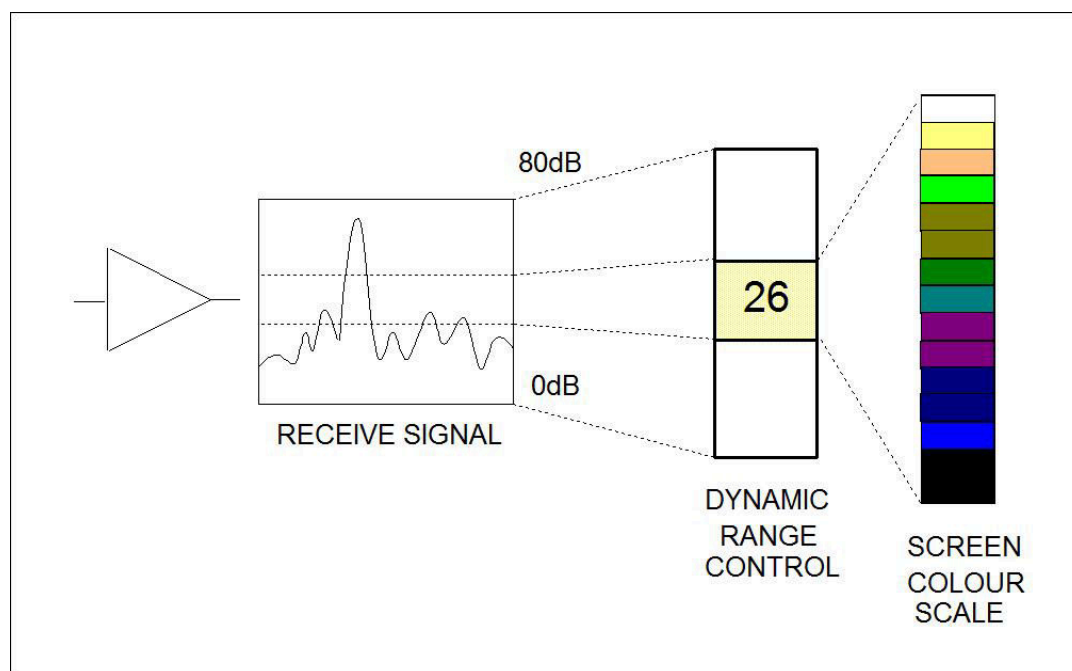 80dB
26
0dB
RECEIVE SIGNAL
DYNAMIC
RANGE
CONTROL
SCREEN
COLOUR
SCALE